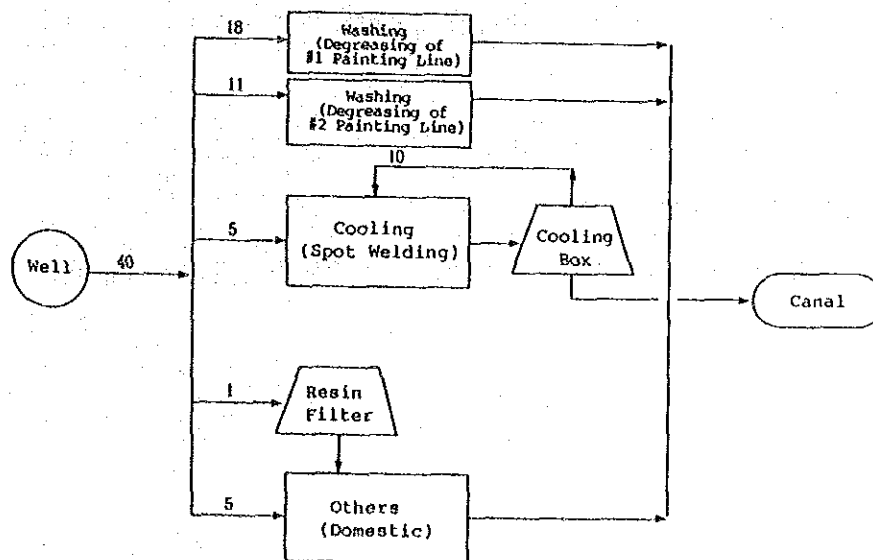 18
Washing
(Degreasing of
#1 Painting Line)
11
Washing
(Degreasing of
#2 Painting Line)
10
5
Cooling
(Spot Welding)
Cooling
Box
Well
40
Canal
1
Resin
Filter
5
Others
(Domestic)